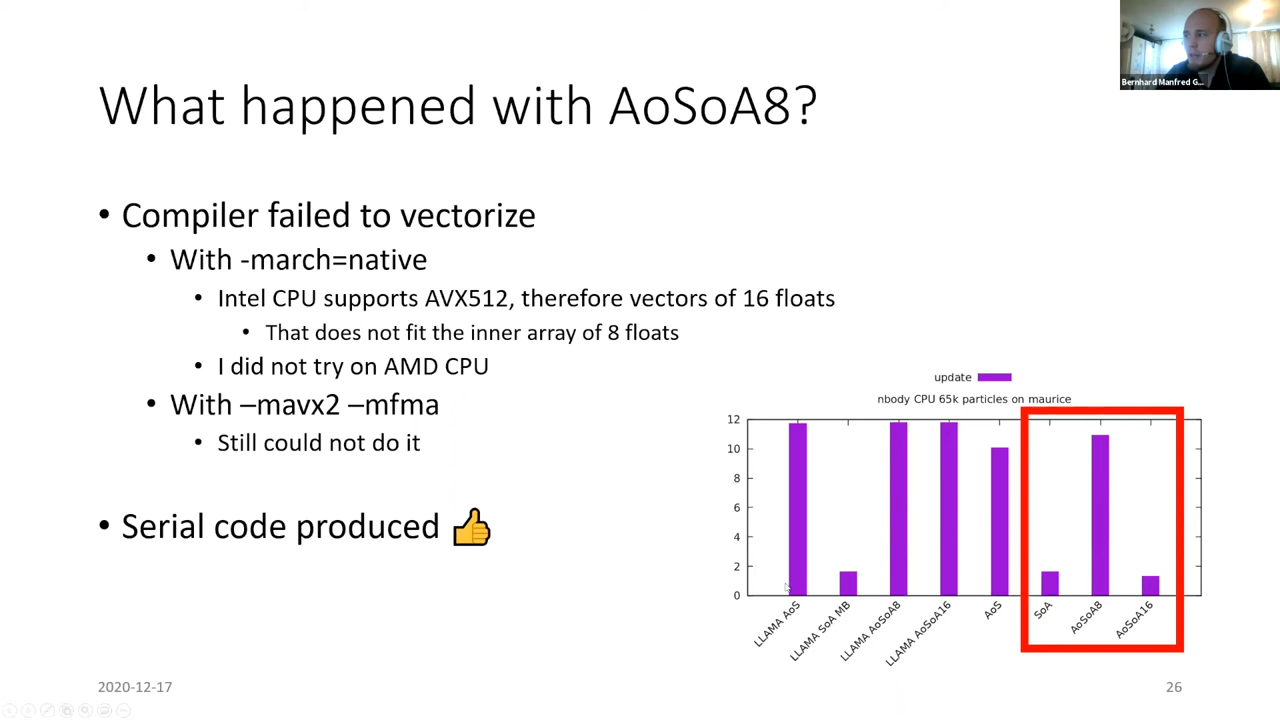 Bernhard Manfred G...
What happened with AoSoA8?
• Compiler failed to vectorize
• With -march=native
• Intel CPU supports AVX512, therefore vectors of 16 floats
• That does not fit the inner array of 8 floats
• I did not try on AMD CPU
• With –mavx2 –mfma
• Still could not do it
• Serial code produced 👍
update
nbody CPU 65k particles on maurice
12
10
8
6
4
2
0
LLAMA AoS
LLAMA SoA MB
LLAMA AoSoA8
LLAMA AoSoA16
AoS
SoA
AoSoA8
AoSoA16
2020-12-17
26